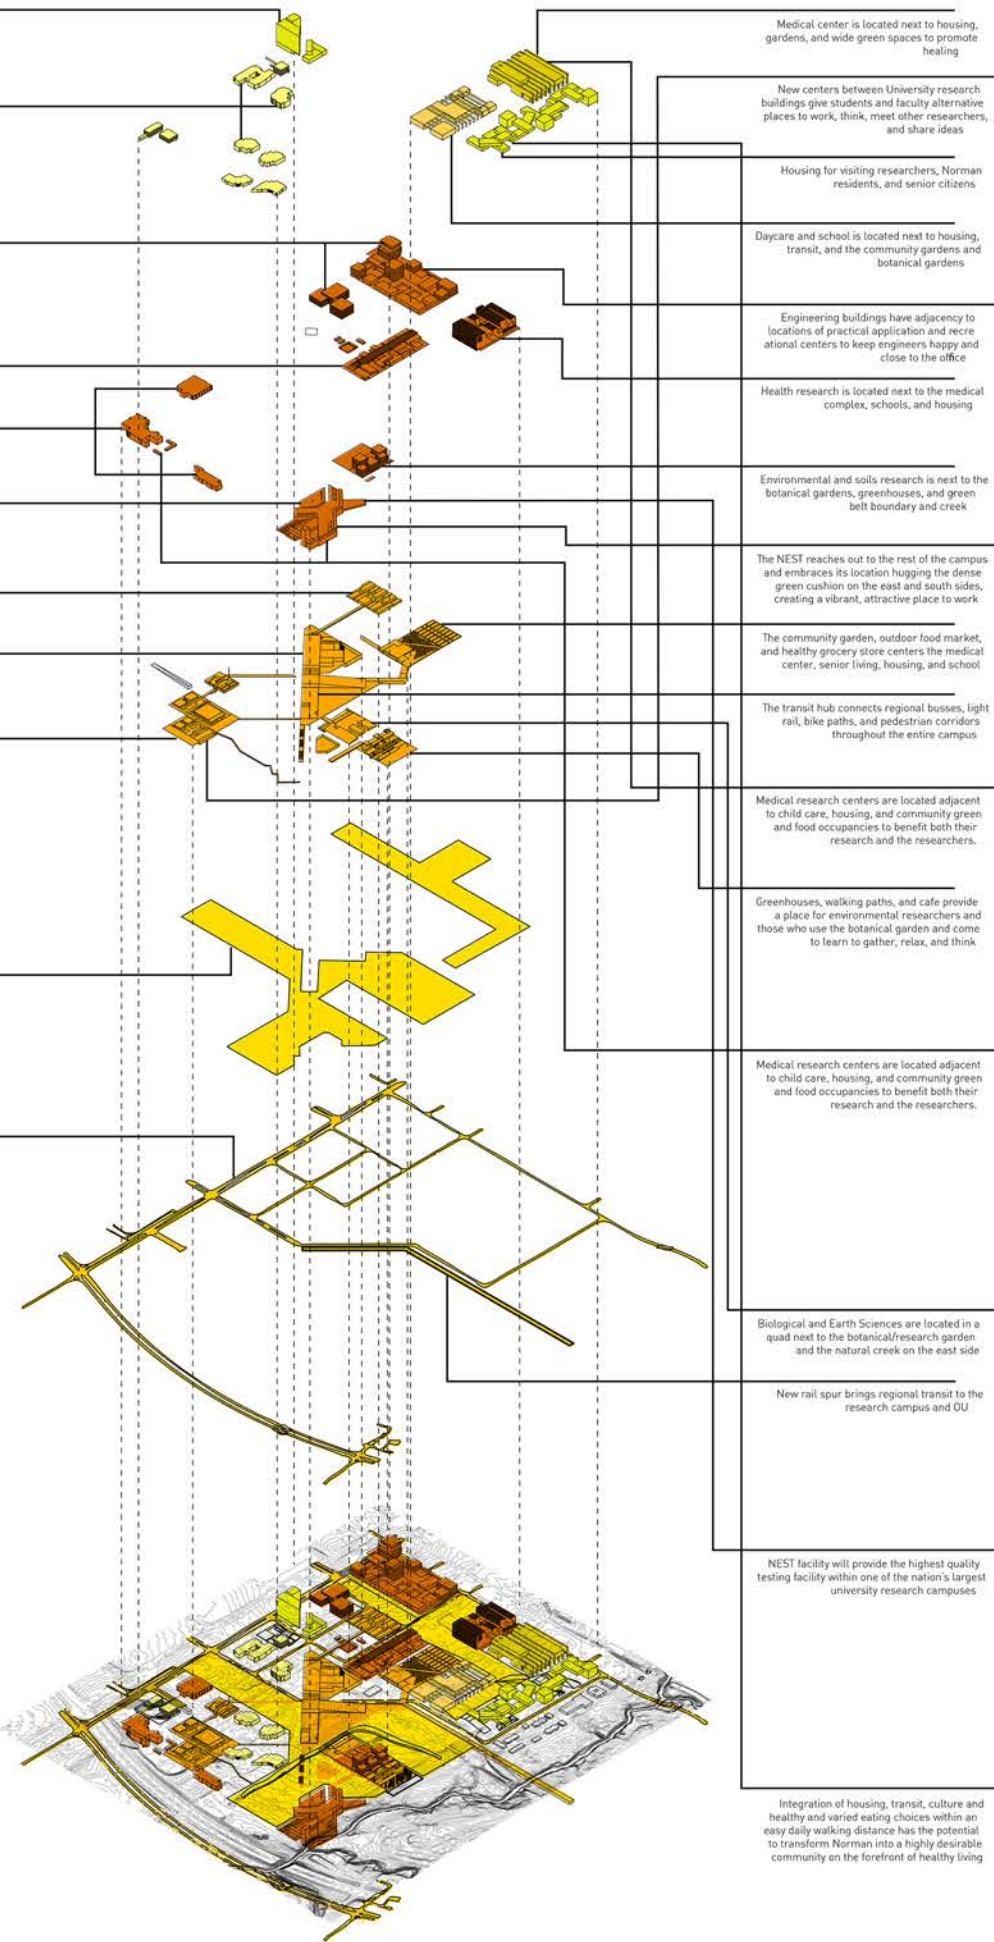 Medical center is located next to housing,
gardens, and wide green spaces to promote
healing
New centers between University research
buildings give students and faculty alternative
places to work, think, meet other researchers,
and share ideas
Housing for visiting researchers, Norman
residents, and senior citizens
Daycare and school is located next to housing,
transit, and the community gardens and
botanical gardens
Engineering buildings have adjacency to
locations of practical application and recre
ational centers to keep engineers happy and
close to the office
Health research is located next to the medical
complex, schools, and housing
Environmental and soils research is next to the
botanical gardens, greenhouses, and green
belt boundary and creek
The NEST reaches out to the rest of the campus
and embraces its location hugging the dense
green cushion on the east and south sides,
creating a vibrant, attractive place to work
The community garden, outdoor food market,
and healthy grocery store centers the medical
center, senior living, housing, and school
The transit hub connects regional busses, light
rail, bike paths, and pedestrian corridors
throughout the entire campus
Medical research centers are located adjacent
to child care, housing, and community green
and food occupancies to benefit both their
research and the researchers.
Greenhouses, walking paths, and cafe provide
a place for environmental researchers and
those who use the botanical garden and come
to learn to gather, relax, and think
Medical research centers are located adjacent
to child care, housing, and community green
and food occupancies to benefit both their
research and the researchers.
Biological and Earth Sciences are located in a
quad next to the botanical/research garden
and the natural creek on the east side
New rail spur brings regional transit to the
research campus and OU
NEST facility will provide the highest quality
testing facility within one of the nation's largest
university research campuses
Integration of housing, transit, culture and
healthy and varied eating choices within an
easy daily walking distance has the potential
to transform Norman into a highly desirable
community on the forefront of healthy living